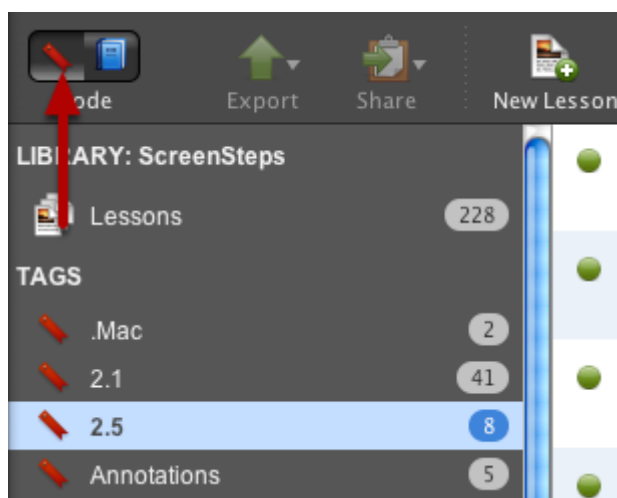 ode Export Share New Lesson
LIBRARY: ScreenSteps
Lessons 228
TAGS
.Mac 2
2.1 41
2.5 8
Annotations 5